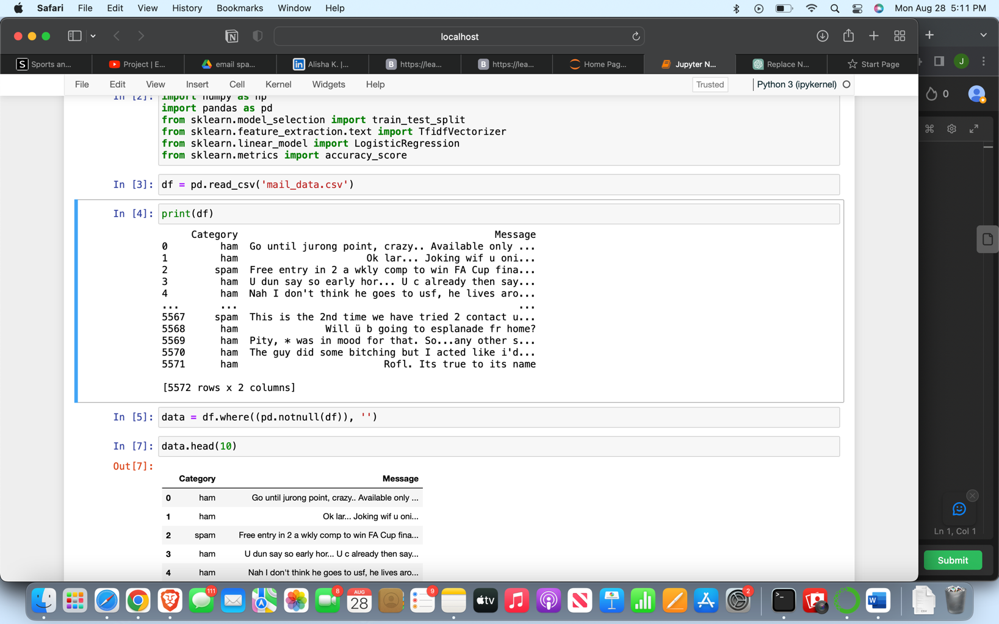 Safari File Edit View History Bookmarks Window Help Mon Aug 28 5:11 PM
localhost
S Sports an... Project | E... email spa... in Alisha K. |... B https://lea... B https://lea... Home Pag... Jupyter N... Replace N... Start Page
J
File Edit View Insert Cell Kernel Widgets Help Trusted Python 3 (ipykernel)
0
In [2]: import numpy as np
import pandas as pd
from sklearn.model_selection import train_test_split
from sklearn.feature_extraction.text import TfidfVectorizer
from sklearn.linear_model import LogisticRegression
from sklearn.metrics import accuracy_score
In [3]: df = pd.read_csv('mail_data.csv')
In [4]: print(df)
Category Message
0 ham Go until jurong point, crazy.. Available only ...
1 ham Ok lar... Joking wif u oni...
2 spam Free entry in 2 a wkly comp to win FA Cup fina...
3 ham U dun say so early hor... U c already then say...
4 ham Nah I don't think he goes to usf, he lives aro...
... ... ...
5567 spam This is the 2nd time we have tried 2 contact u...
5568 ham Will ü b going to esplanade fr home?
5569 ham Pity, * was in mood for that. So...any other s...
5570 ham The guy did some bitching but I acted like i'd...
5571 ham Rofl. Its true to its name
[5572 rows x 2 columns]
In [5]: data = df.where((pd.notnull(df)), '')
In [7]: data.head(10)
Out[7]:
Category Message
0 ham Go until jurong point, crazy.. Available only ...
1 ham Ok lar... Joking wif u oni...
2 spam Free entry in 2 a wkly comp to win FA Cup fina...
3 ham U dun say so early hor... U c already then say...
4 ham Nah I don't think he goes to usf, he lives aro...
Ln 1, Col 1
Submit
111 8 AUG 28 9 tv 2 >_ W CSV